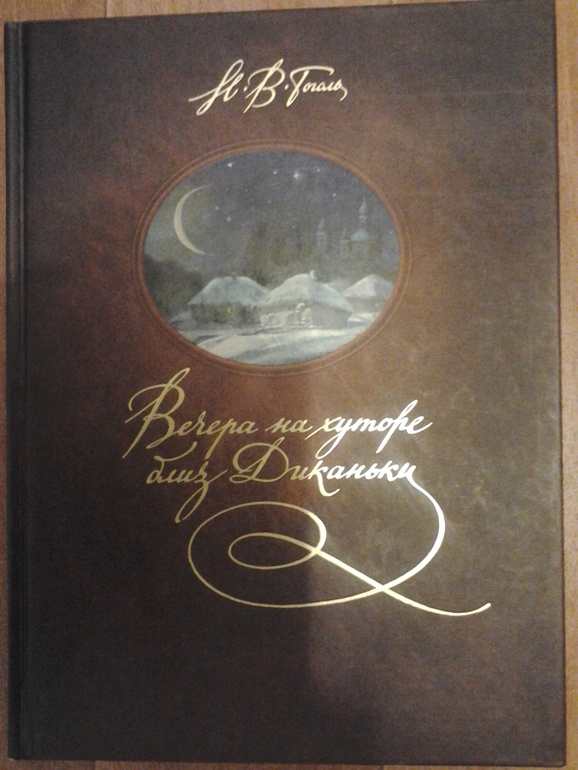 Н. В. Гоголь
Вечера на хуторе
близ Диканьки